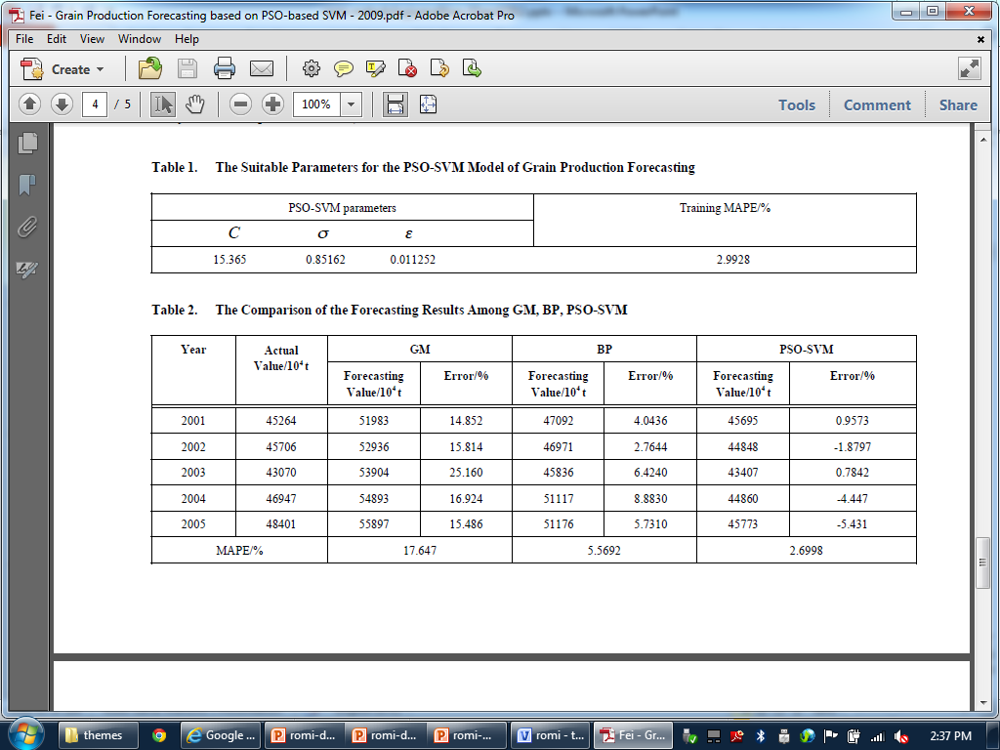 Fei - Grain Production Forecasting based on PSO-based SVM - 2009.pdf - Adobe Acrobat Pro
File Edit View Window Help
Create
4 / 5 100% Tools Comment Share
Table 1. The Suitable Parameters for the PSO-SVM Model of Grain Production Forecasting
PSO-SVM parameters Training MAPE/%
C σ ε
15.365 0.85162 0.011252 2.9928
Table 2. The Comparison of the Forecasting Results Among GM, BP, PSO-SVM
Year Actual GM BP PSO-SVM
Value/10⁴ t
Forecasting Error/% Forecasting Error/% Forecasting Error/%
Value/10⁴ t Value/10⁴ t Value/10⁴ t
2001 45264 51983 14.852 47092 4.0436 45695 0.9573
2002 45706 52936 15.814 46971 2.7644 44848 -1.8797
2003 43070 53904 25.160 45836 6.4240 43407 0.7842
2004 46947 54893 16.924 51117 8.8830 44860 -4.447
2005 48401 55897 15.486 51176 5.7310 45773 -5.431
MAPE/% 17.647 5.5692 2.6998
themes Google ... romi-d... romi-d... romi-... romi - t... Fei - Gr... 2:37 PM